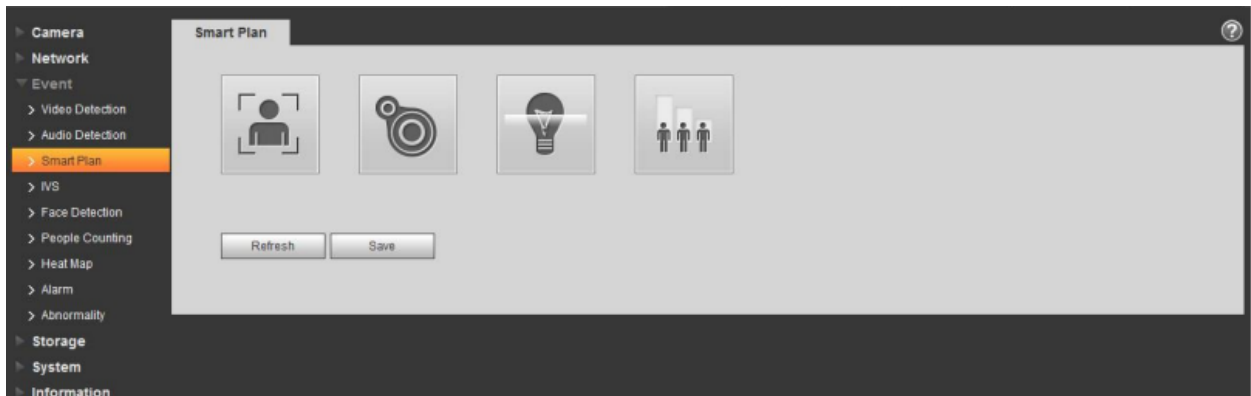 Camera
Network
Event
Video Detection
Audio Detection
Smart Plan
IVS
Face Detection
People Counting
Heat Map
Alarm
Abnormality
Storage
System
Information
Smart Plan
?
Refresh
Save